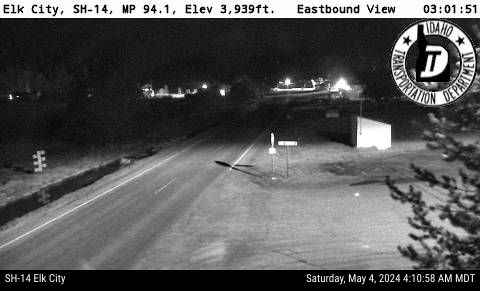 Elk City, SH-14, MP 94.1, Elev 3,939ft. Eastbound View 03:01:51
IDAHO
TRANSPORTATION DEPARTMENT
SH-14 Elk City
Saturday, May 4, 2024 4:10:58 AM MDT